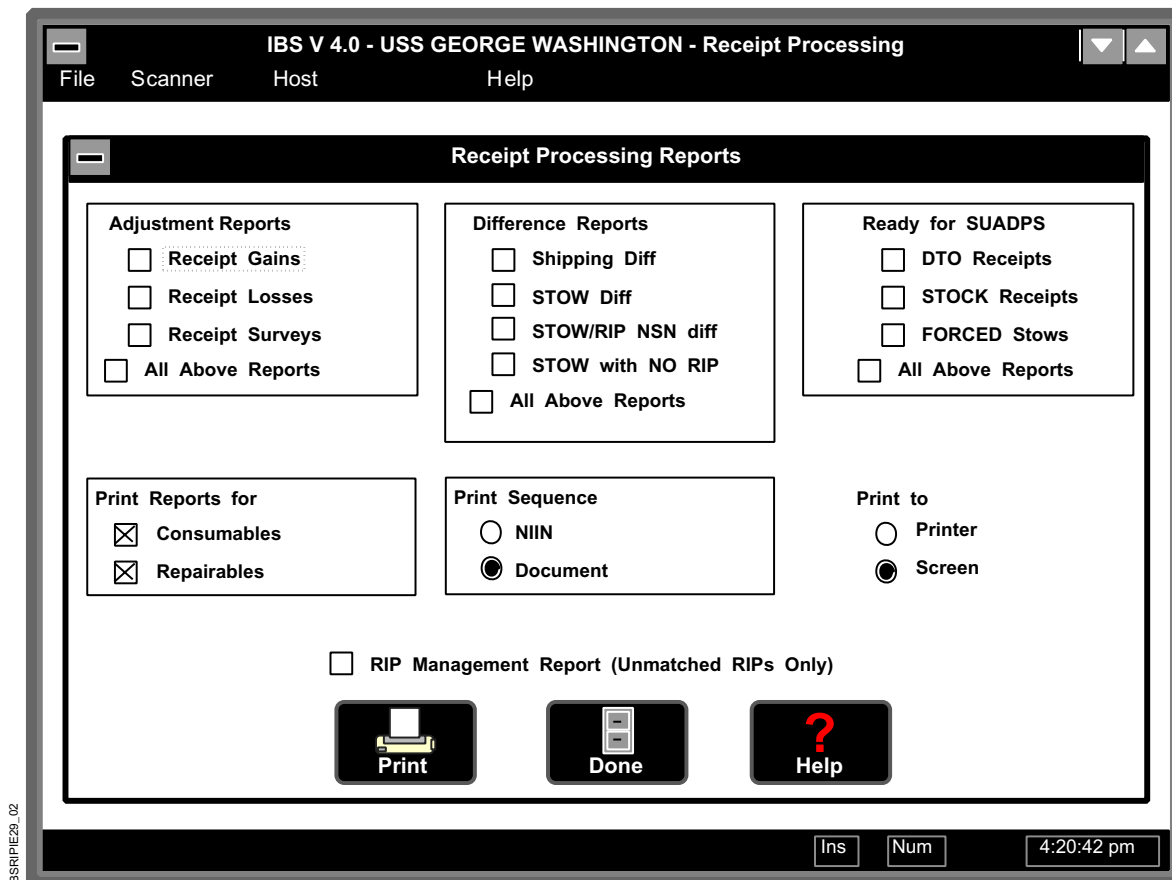 IBS V 4.0 - USS GEORGE WASHINGTON - Receipt Processing
File Scanner Host Help
Receipt Processing Reports
Adjustment Reports
Receipt Gains
Receipt Losses
Receipt Surveys
All Above Reports
Difference Reports
Shipping Diff
STOW Diff
STOW/RIP NSN diff
STOW with NO RIP
All Above Reports
Ready for SUADPS
DTO Receipts
STOCK Receipts
FORCED Stows
All Above Reports
Print Reports for
Consumables
Repairables
Print Sequence
NIIN
Document
Print to
Printer
Screen
RIP Management Report (Unmatched RIPs Only)
Print
Done
?
Help
Ins Num 4:20:42 pm
BSRIPIE29_02